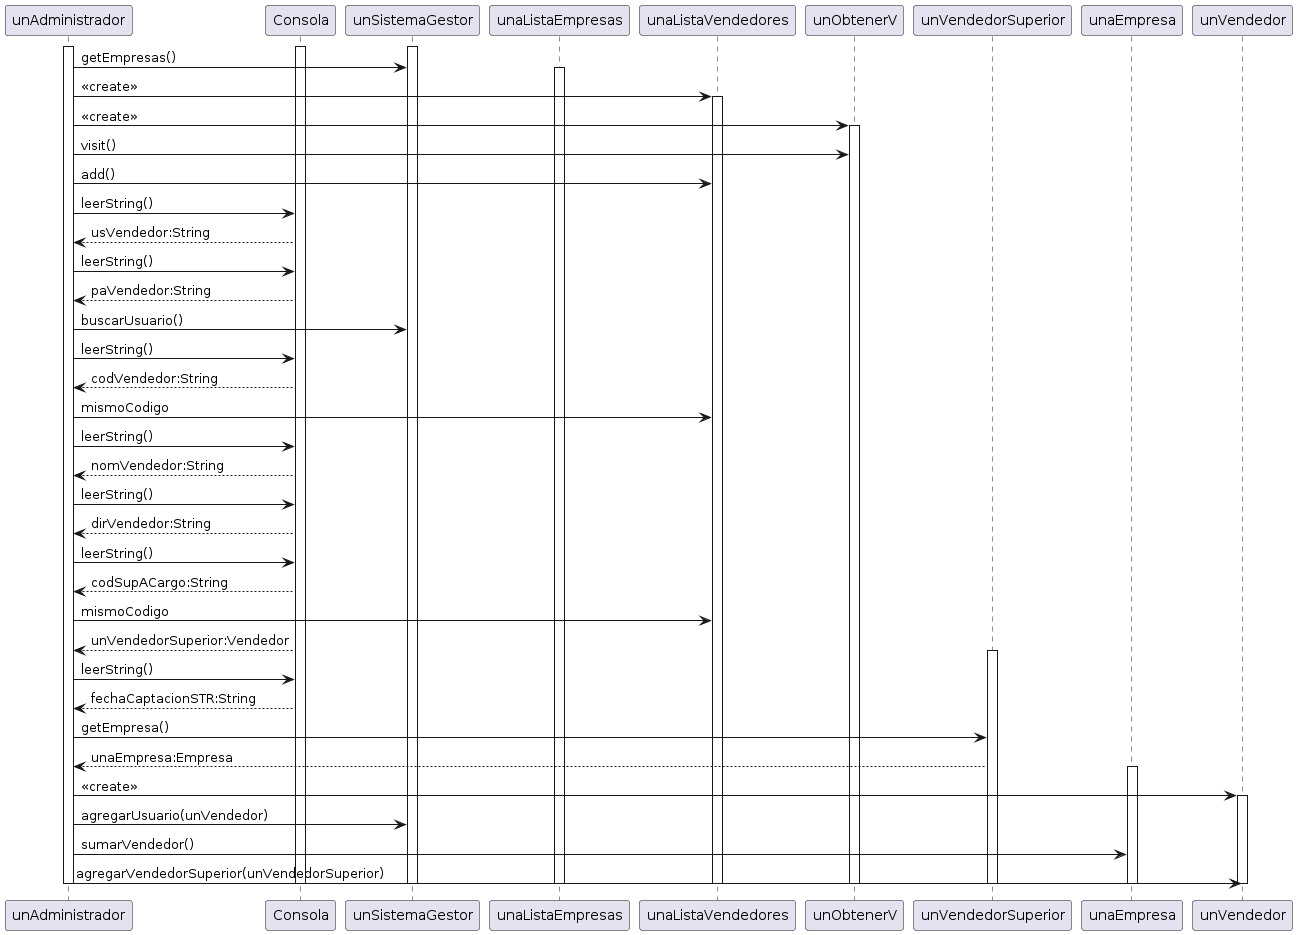 unAdministrador Consola unSistemaGestor unaListaEmpresas unaListaVendedores unObtenerV unVendedorSuperior unaEmpresa unVendedor
getEmpresas()
«create»
«create»
visit()
add()
leerString()
usVendedor:String
leerString()
paVendedor:String
buscarUsuario()
leerString()
codVendedor:String
mismoCodigo
leerString()
nomVendedor:String
leerString()
dirVendedor:String
leerString()
codSupACargo:String
mismoCodigo
unVendedorSuperior:Vendedor
leerString()
fechaCaptacionSTR:String
getEmpresa()
unaEmpresa:Empresa
«create»
agregarUsuario(unVendedor)
sumarVendedor()
agregarVendedorSuperior(unVendedorSuperior)
unAdministrador Consola unSistemaGestor unaListaEmpresas unaListaVendedores unObtenerV unVendedorSuperior unaEmpresa unVendedor